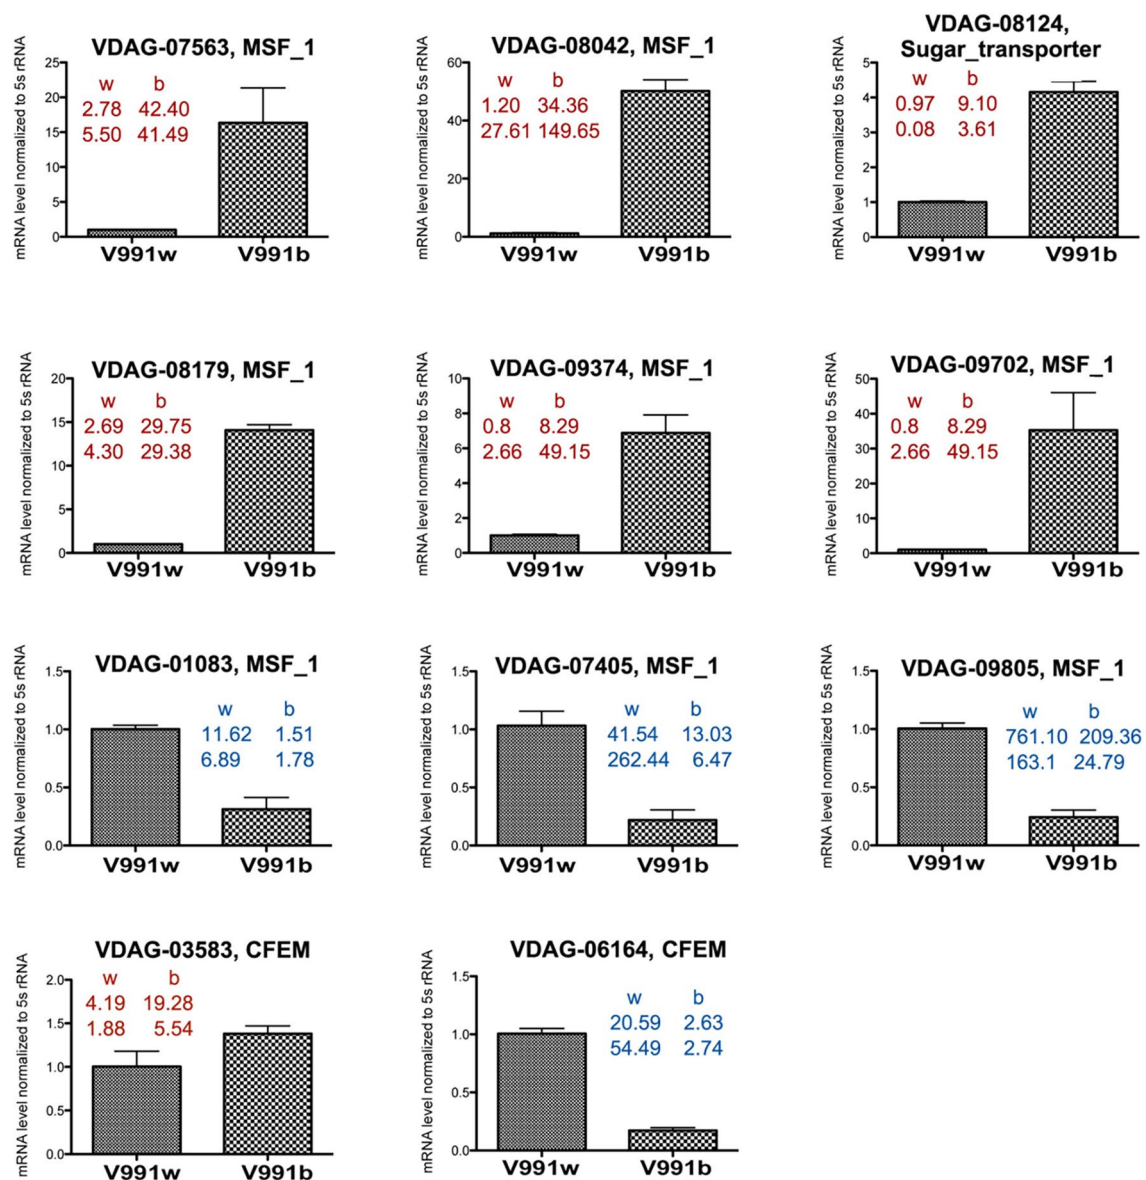 VDAG-07563, MSF_1
mRNA level normalized to 5s rRNA
25
20
15
10
5
0
w b
2.78 42.40
5.50 41.49
V991w V991b
VDAG-08042, MSF_1
mRNA level normalized to 5s rRNA
60
40
20
0
w b
1.20 34.36
27.61 149.65
V991w V991b
VDAG-08124,
Sugar_transporter
mRNA level normalized to 5s rRNA
5
4
3
2
1
0
w b
0.97 9.10
0.08 3.61
V991w V991b
VDAG-08179, MSF_1
mRNA level normalized to 5s rRNA
20
15
10
5
0
w b
2.69 29.75
4.30 29.38
V991w V991b
VDAG-09374, MSF_1
mRNA level normalized to 5s rRNA
10
8
6
4
2
0
w b
0.8 8.29
2.66 49.15
V991w V991b
VDAG-09702, MSF_1
mRNA level normalized to 5s rRNA
50
40
30
20
10
0
w b
0.8 8.29
2.66 49.15
V991w V991b
VDAG-01083, MSF_1
mRNA level normalized to 5s rRNA
1.5
1.0
0.5
0.0
w b
11.62 1.51
6.89 1.78
V991w V991b
VDAG-07405, MSF_1
mRNA level normalized to 5s rRNA
1.5
1.0
0.5
0.0
w b
41.54 13.03
262.44 6.47
V991w V991b
VDAG-09805, MSF_1
mRNA level normalized to 5s rRNA
1.5
1.0
0.5
0.0
w b
761.10 209.36
163.1 24.79
V991w V991b
VDAG-03583, CFEM
mRNA level normalized to 5s rRNA
2.0
1.5
1.0
0.5
0.0
w b
4.19 19.28
1.88 5.54
V991w V991b
VDAG-06164, CFEM
mRNA level normalized to 5s rRNA
1.5
1.0
0.5
0.0
w b
20.59 2.63
54.49 2.74
V991w V991b